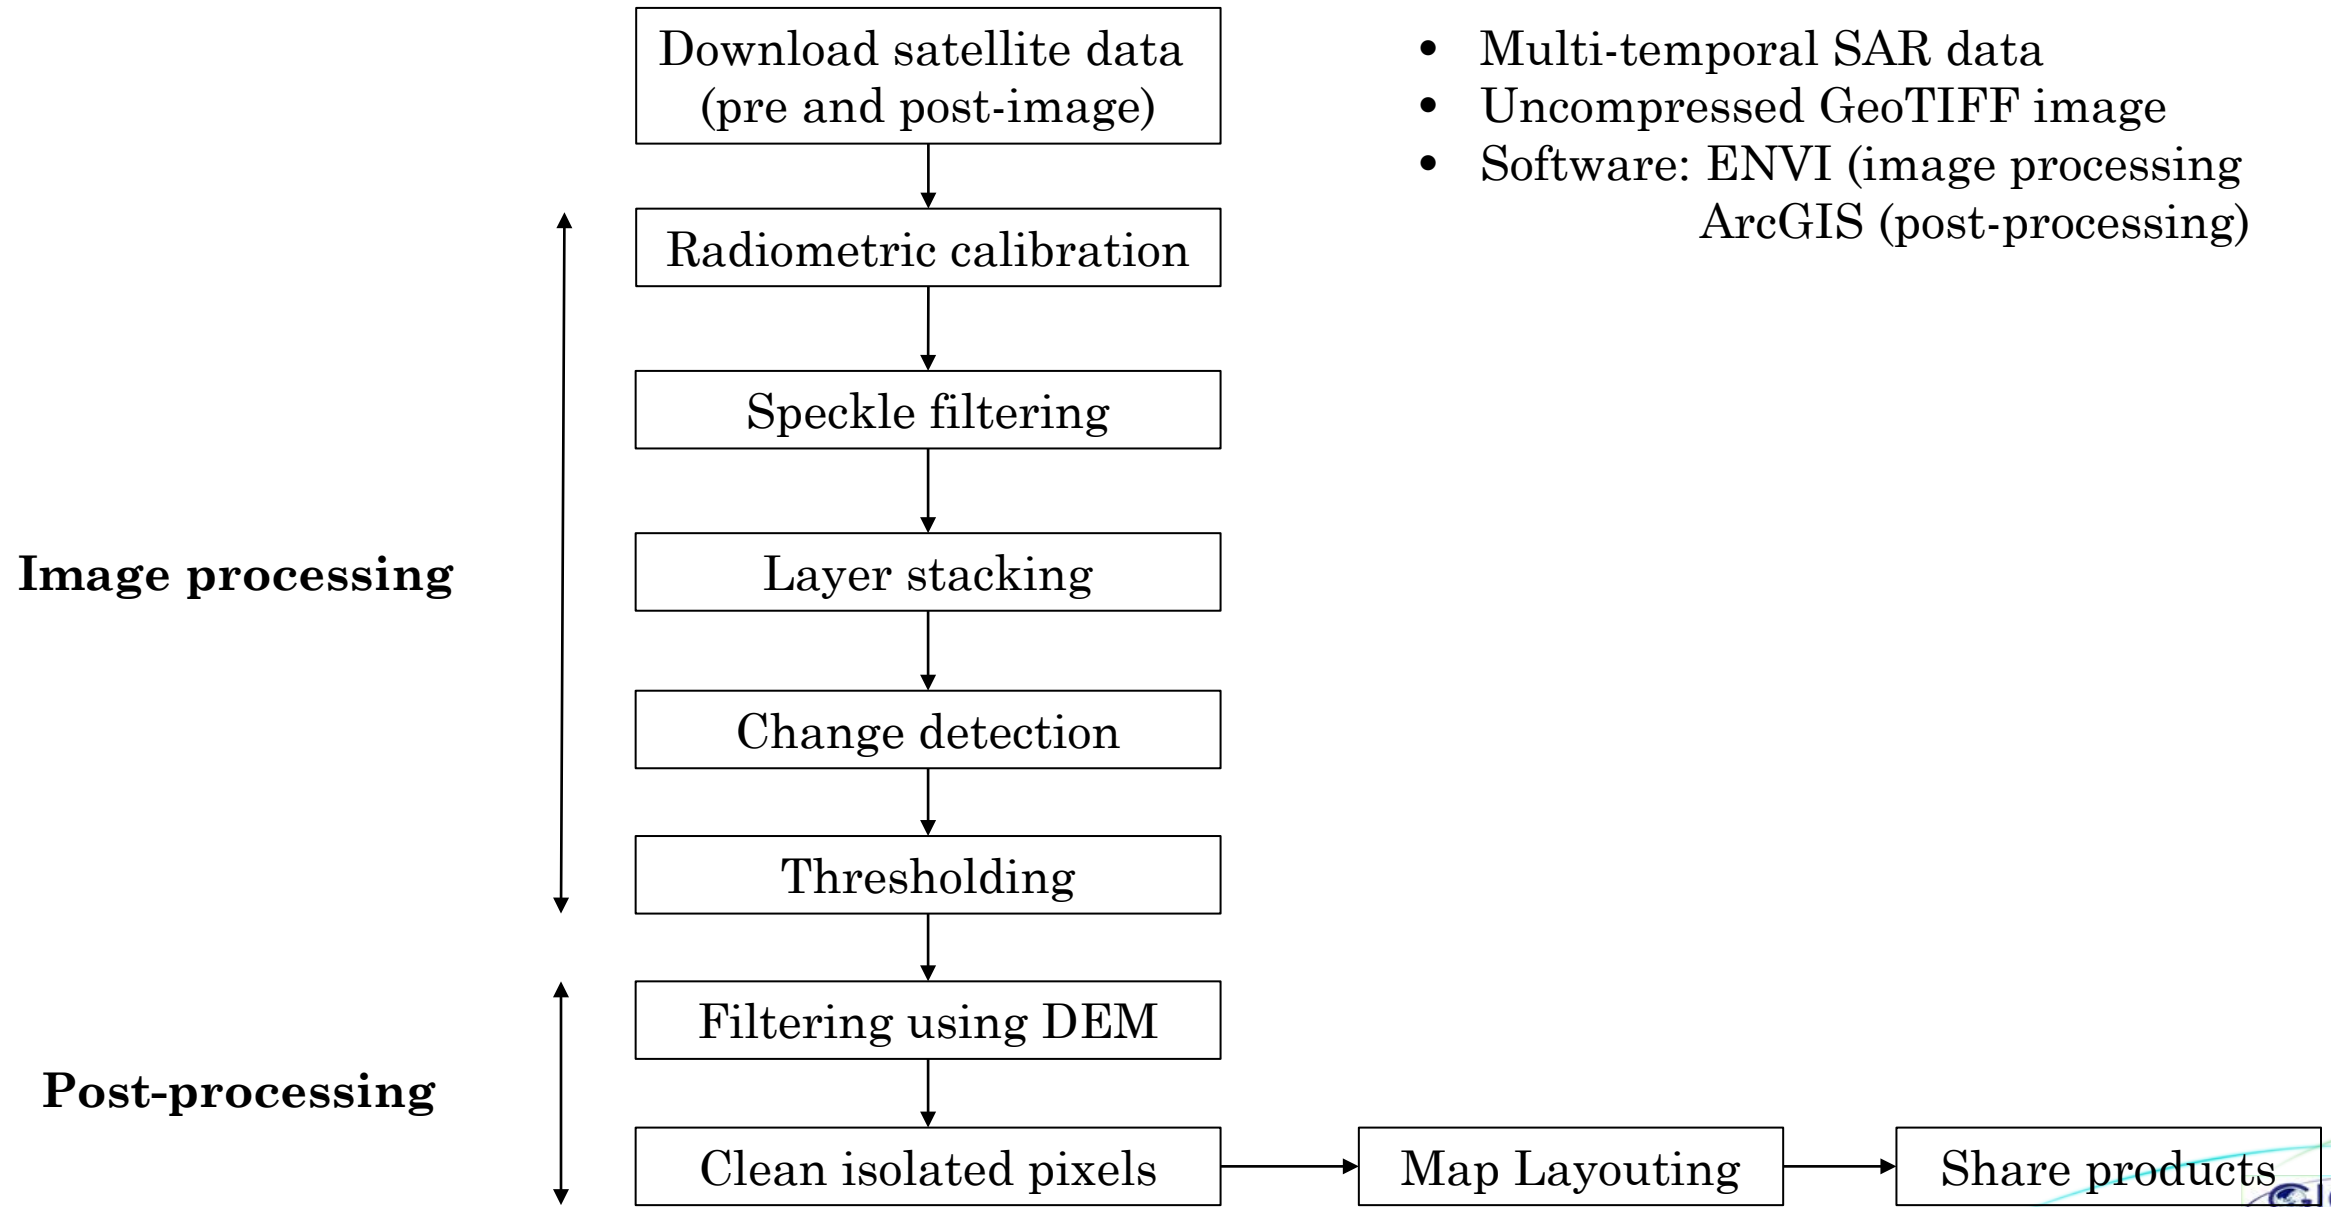 Download satellite data
(pre and post-image)
• Multi-temporal SAR data
• Uncompressed GeoTIFF image
• Software: ENVI (image processing
ArcGIS (post-processing)
Radiometric calibration
Speckle filtering
Image processing
Layer stacking
Change detection
Thresholding
Filtering using DEM
Post-processing
Clean isolated pixels
Map Layouting
Share products